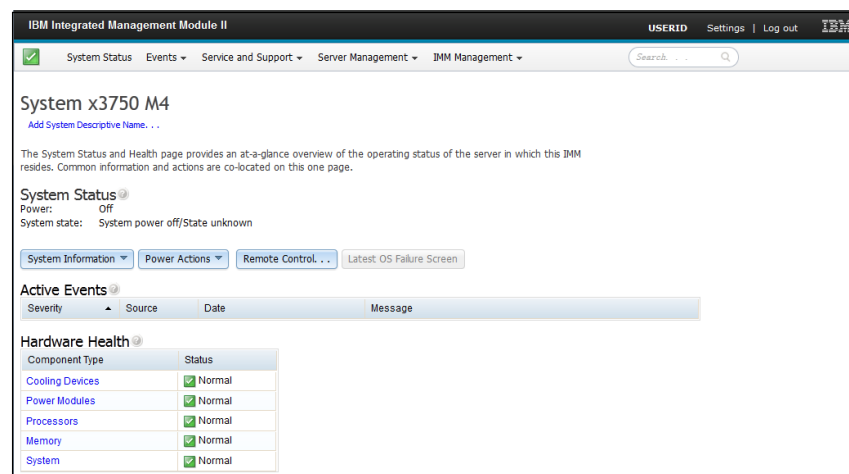 IBM Integrated Management Module II
USERID Settings | Log out IBM
System Status Events Service and Support Server Management IMM Management Search. . .
System x3750 M4
Add System Descriptive Name. . .
The System Status and Health page provides an at-a-glance overview of the operating status of the server in which this IMM
resides. Common information and actions are co-located on this one page.
System Status
Power: Off
System state: System power off/State unknown
System Information Power Actions Remote Control. . . Latest OS Failure Screen
Active Events
Severity Source Date Message
Hardware Health
Component Type Status
Cooling Devices Normal
Power Modules Normal
Processors Normal
Memory Normal
System Normal